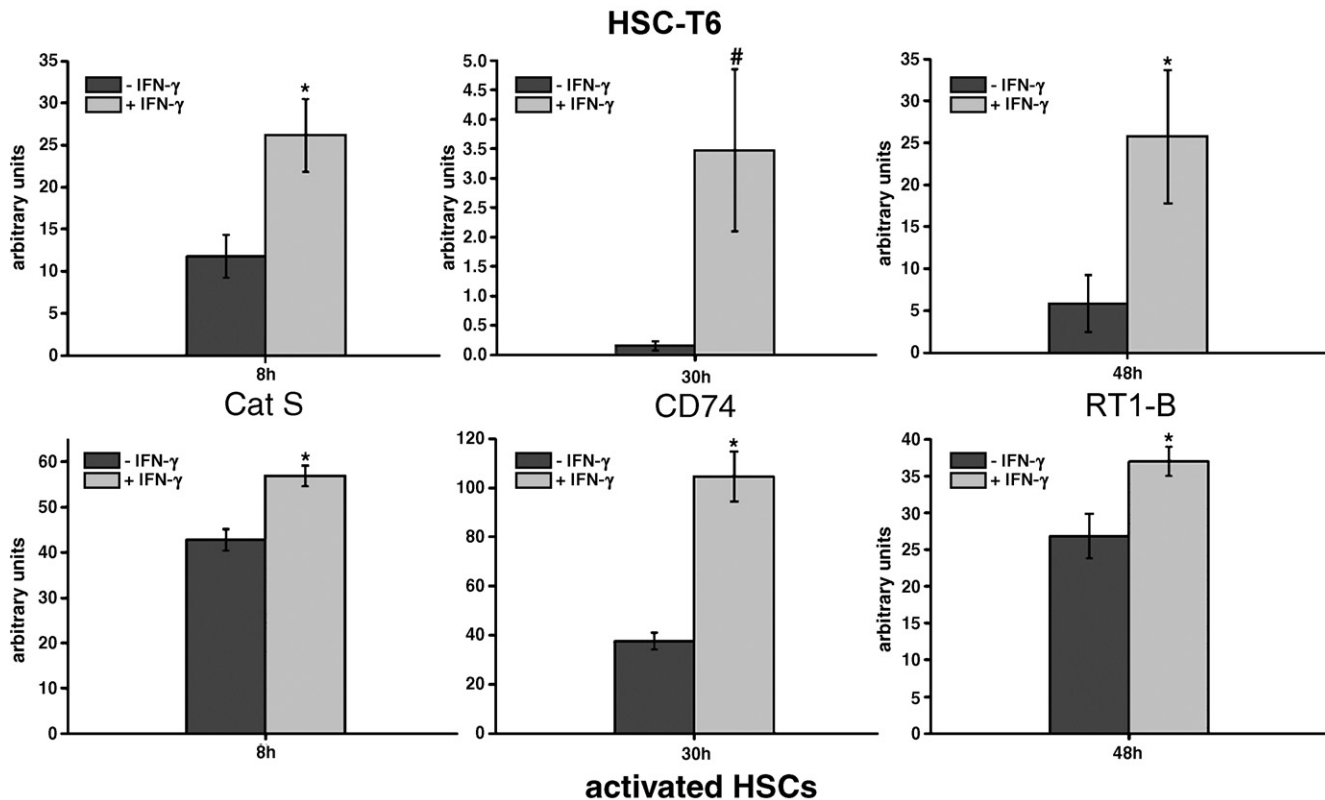 HSC-T6
35
30
25
20
15
10
5
0
arbitrary units
- IFN-γ
+ IFN-γ
*
8h
5.0
4.5
4.0
3.5
3.0
2.5
2.0
1.5
1.0
0.5
0.0
arbitrary units
- IFN-γ
+ IFN-γ
#
30h
35
30
25
20
15
10
5
0
arbitrary units
- IFN-γ
+ IFN-γ
*
48h
Cat S
CD74
RT1-B
60
50
40
30
20
10
0
arbitrary units
- IFN-γ
+ IFN-γ
*
8h
120
100
80
60
40
20
0
arbitrary units
- IFN-γ
+ IFN-γ
*
30h
40
35
30
25
20
15
10
5
0
arbitrary units
- IFN-γ
+ IFN-γ
*
48h
activated HSCs